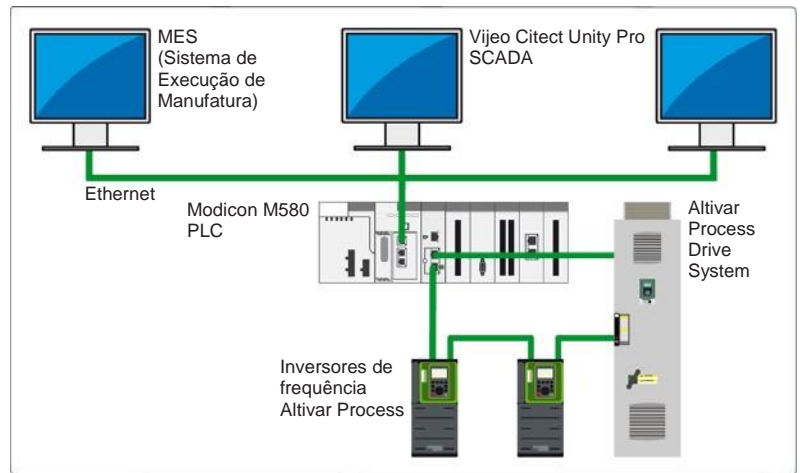 MES
(Sistema de
Execução de
Manufatura)
Vijeo Citect Unity Pro
SCADA
Ethernet
Modicon M580
PLC
Altivar
Process
Drive
System
Inversores de
frequência
Altivar Process